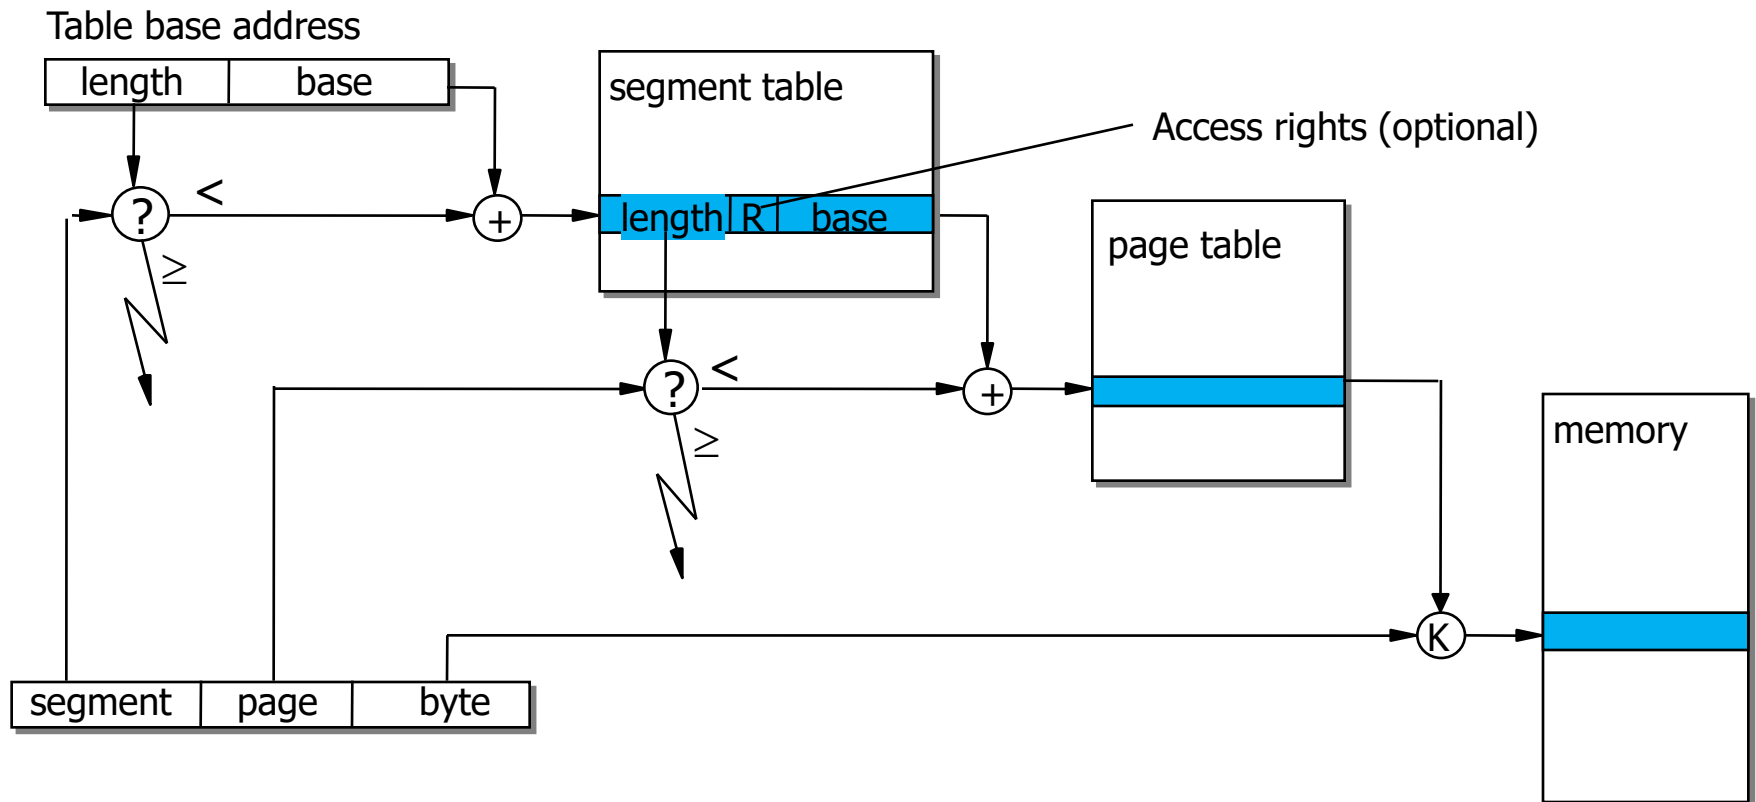 Table base address
length base
segment table
Access rights (optional)
? < +
length R base
≥
page table
? < +
≥
memory
K
segment page byte